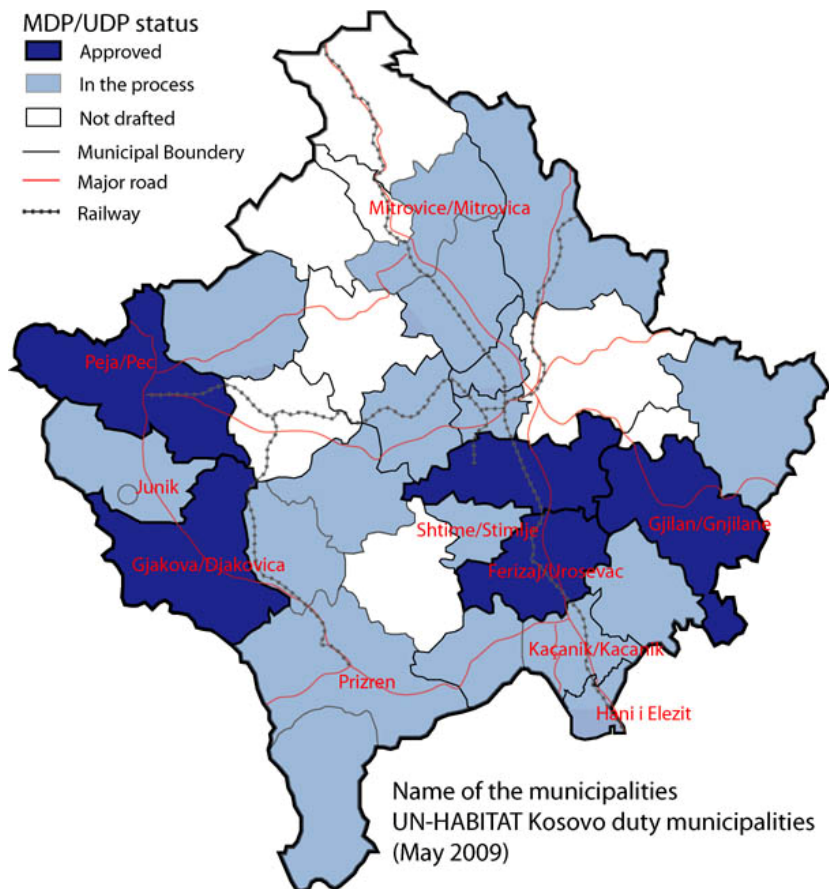 MDP/UDP status
Approved
In the process
Not drafted
Municipal Boundery
Major road
Railway
Mitrovice/Mitrovica
Peja/Pec
Junik
Gjakova/Djakovica
Shtime/Stimlje
Gjilan/Gnjilane
Ferizaj/Urosevac
Kaçanik/Kacanik
Prizren
Hani i Elezit
Name of the municipalities
UN-HABITAT Kosovo duty municipalities
(May 2009)